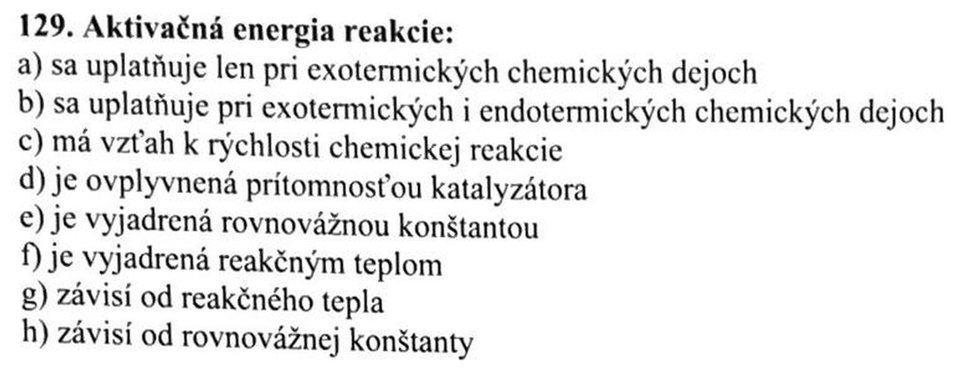 129. Aktivačná energia reakcie:
a) sa uplatňuje len pri exotermických chemických dejoch
b) sa uplatňuje pri exotermických i endotermických chemických dejoch
c) má vzťah k rýchlosti chemickej reakcie
d) je ovplyvnená prítomnosťou katalyzátora
e) je vyjadrená rovnovážnou konštantou
f) je vyjadrená reakčným teplom
g) závisí od reakčného tepla
h) závisí od rovnovážnej konštanty